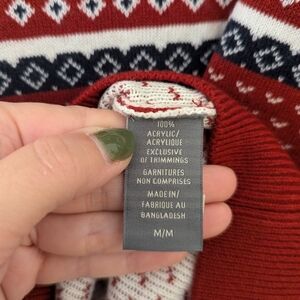 100%
ACRYLIC/
ACRYLIQUE
EXCLUSIVE
OF TRIMMINGS
GARNITURES
NON COMPRISES
MADE IN/
FABRIQUE AU
BANGLADESH
M/M